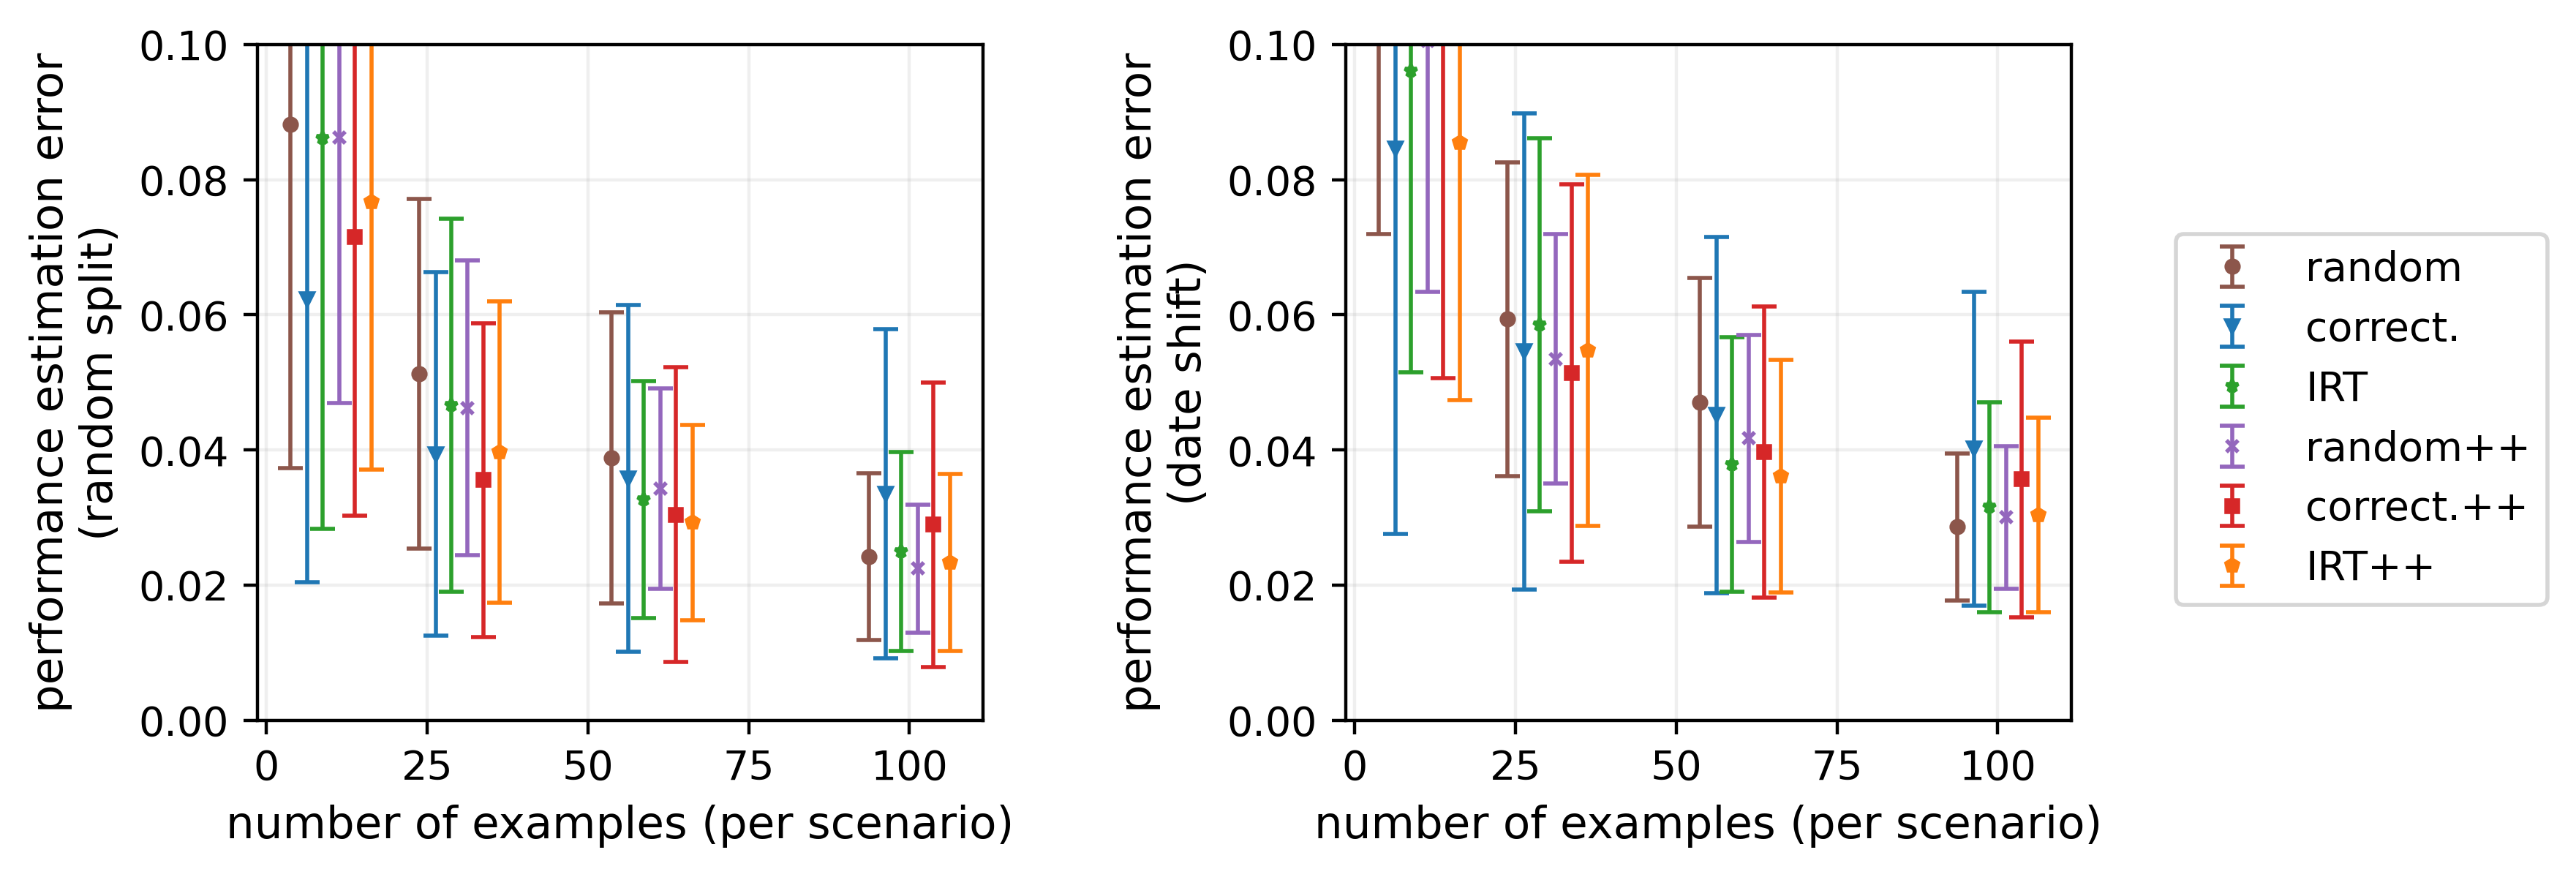 performance estimation error
(random split)
0.10
0.08
0.06
0.04
0.02
0.00
0
25
50
75
100
number of examples (per scenario)
performance estimation error
(date shift)
0.10
0.08
0.06
0.04
0.02
0.00
0
25
50
75
100
number of examples (per scenario)
random
correct.
IRT
random++
correct.++
IRT++